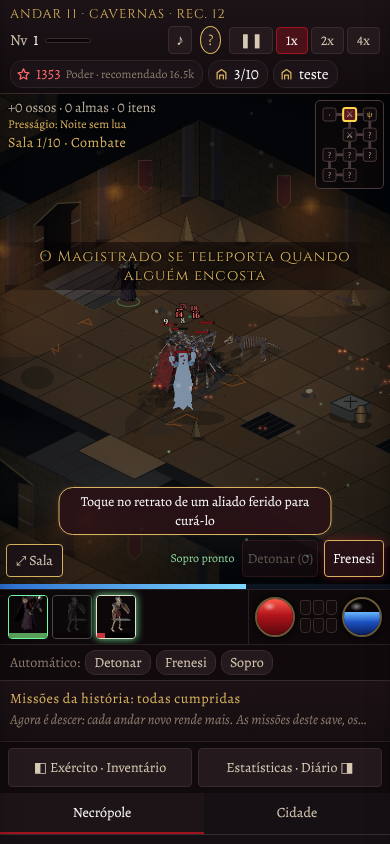 ANDAR 11 · CAVERNAS · REC. 12
Nv 1
♪ ? ❚❚ 1x 2x 4x
1353 Poder · recomendado 16.5k
3/10
teste
+0 ossos · 0 almas · 0 itens
Presságio: Noite sem lua
Sala 1/10 · Combate
O Magistrado se teleporta quando
alguém encosta
Toque no retrato de um aliado ferido para
curá-lo
Sala
Sopro pronto
Detonar (0)
Frenesi
Automático: Detonar Frenesi Sopro
Missões da história: todas cumpridas
Agora é descer: cada andar novo rende mais. As missões deste save, os…
Exército · Inventário
Estatísticas · Diário
Necrópole
Cidade